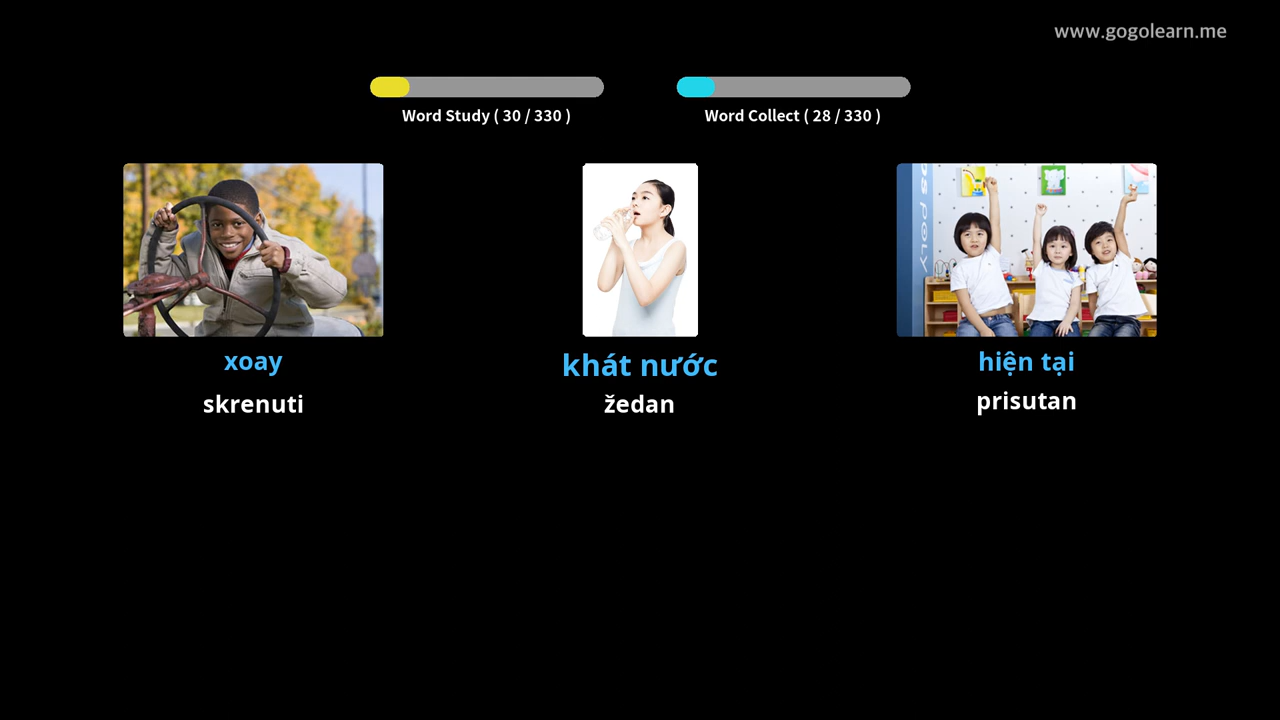 www.gogolearn.me
Word Study ( 30 / 330 )
Word Collect ( 28 / 330 )
xoay
khát nước
hiện tại
skrenuti
žedan
prisutan